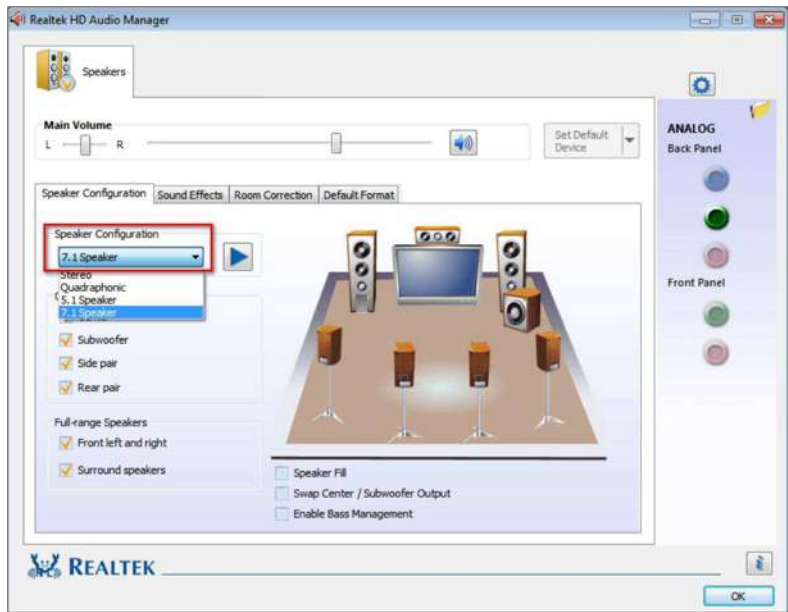 Realtek HD Audio Manager
Speakers
Main Volume
L R
Set Default
Device
ANALOG
Back Panel
Speaker Configuration Sound Effects Room Correction Default Format
Speaker Configuration
7.1 Speaker
Stereo
Quadraphonic
5.1 Speaker
7.1 Speaker
Front Panel
Subwoofer
Side pair
Rear pair
Full-range Speakers
Front left and right
Surround speakers
Speaker Fill
Swap Center / Subwoofer Output
Enable Bass Management
REALTEK
OK